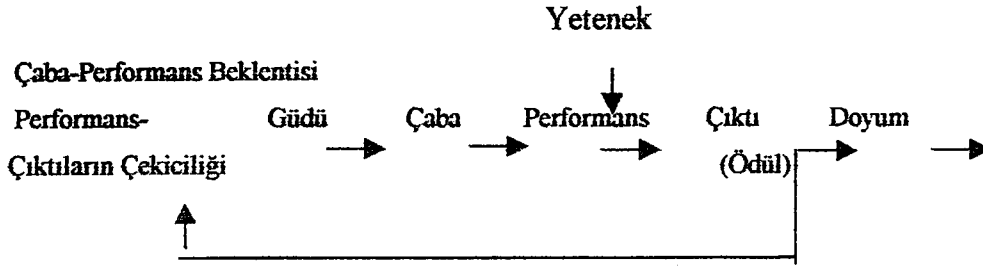 Yetenek
Çaba-Performans Beklentisi
Performans- Güdü Çaba Performans Çıktı Doyum
Çıktıların Çekiciliği (Ödül)